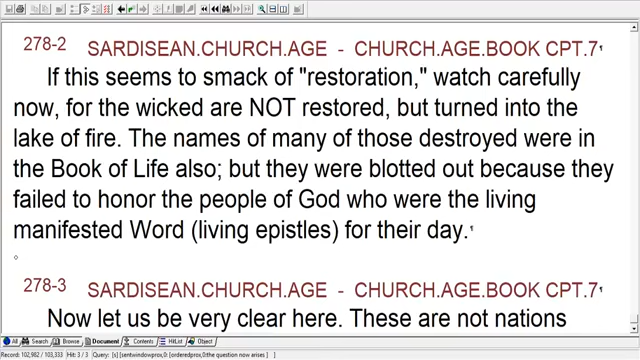 278-2 SARDISEAN.CHURCH.AGE - CHURCH.AGE.BOOK CPT.7
If this seems to smack of "restoration," watch carefully
now, for the wicked are NOT restored, but turned into the
lake of fire. The names of many of those destroyed were in
the Book of Life also; but they were blotted out because they
failed to honor the people of God who were the living
manifested Word (living epistles) for their day.
278-3 SARDISEAN.CHURCH.AGE - CHURCH.AGE.BOOK CPT.7
Now let us be very clear here. These are not nations
All Search Browse Document Contents HitList Object
Record: 102,982 / 103,333 Hit: 3 / 3 Query: [s] [sentwindowprox,0: [orderedprox,0:the question now arises ] ]